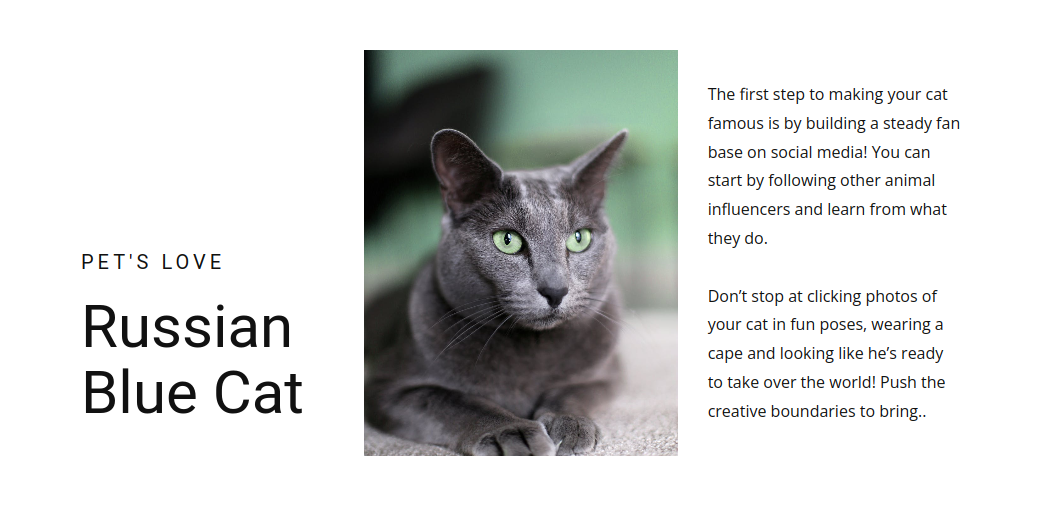 PET'S LOVE
Russian
Blue Cat
The first step to making your cat
famous is by building a steady fan
base on social media! You can
start by following other animal
influencers and learn from what
they do.
Don’t stop at clicking photos of
your cat in fun poses, wearing a
cape and looking like he’s ready
to take over the world! Push the
creative boundaries to bring..